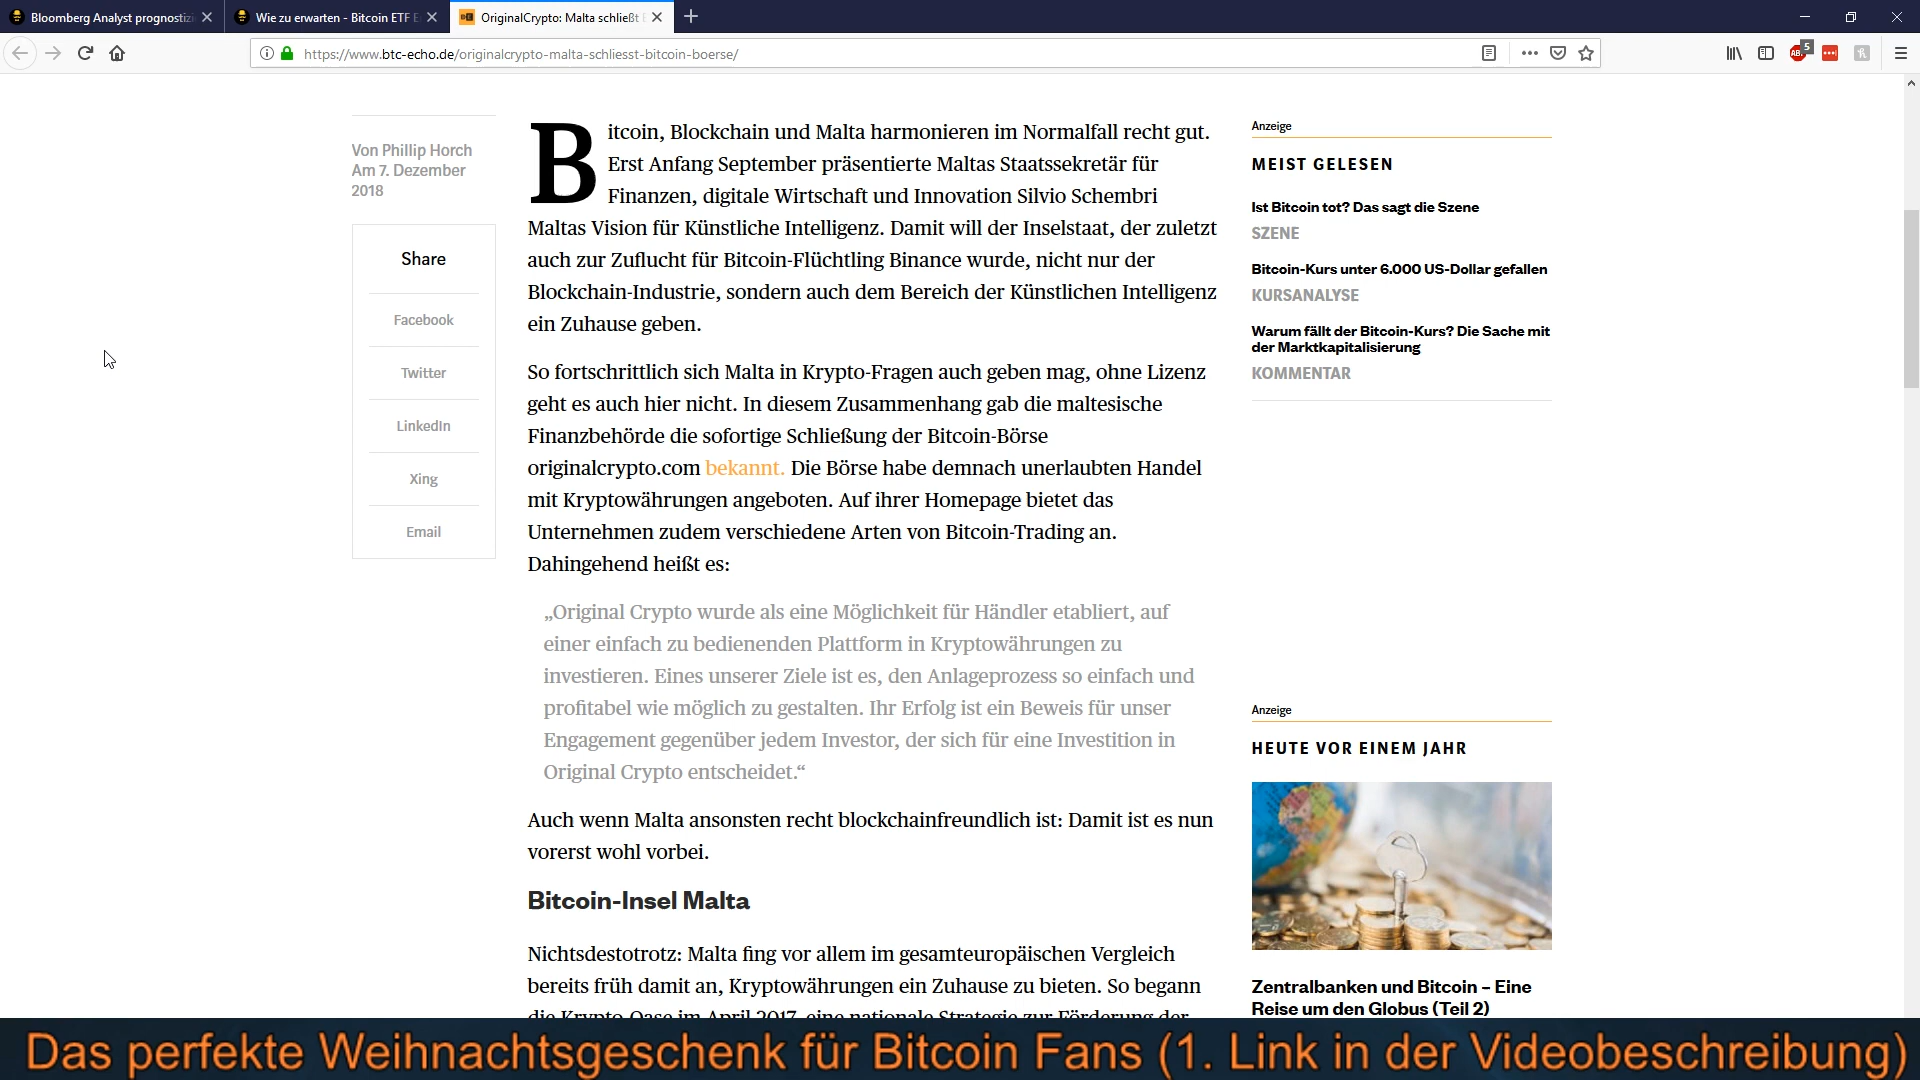 Bloomberg Analyst prognostizi
Wie zu erwarten - Bitcoin ETF E
OriginalCrypto: Malta schließt
https://www.btc-echo.de/originalcrypto-malta-schliesst-bitcoin-boerse/
5
Von Phillip Horch
Am 7. Dezember
2018
Share
Facebook
Twitter
LinkedIn
Xing
Email
Bitcoin, Blockchain und Malta harmonieren im Normalfall recht gut.
Erst Anfang September präsentierte Maltas Staatssekretär für
Finanzen, digitale Wirtschaft und Innovation Silvio Schembri
Maltas Vision für Künstliche Intelligenz. Damit will der Inselstaat, der zuletzt
auch zur Zuflucht für Bitcoin-Flüchtling Binance wurde, nicht nur der
Blockchain-Industrie, sondern auch dem Bereich der Künstlichen Intelligenz
ein Zuhause geben.
So fortschrittlich sich Malta in Krypto-Fragen auch geben mag, ohne Lizenz
geht es auch hier nicht. In diesem Zusammenhang gab die maltesische
Finanzbehörde die sofortige Schließung der Bitcoin-Börse
originalcrypto.com bekannt. Die Börse habe demnach unerlaubten Handel
mit Kryptowährungen angeboten. Auf ihrer Homepage bietet das
Unternehmen zudem verschiedene Arten von Bitcoin-Trading an.
Dahingehend heißt es:
„Original Crypto wurde als eine Möglichkeit für Händler etabliert, auf
einer einfach zu bedienenden Plattform in Kryptowährungen zu
investieren. Eines unserer Ziele ist es, den Anlageprozess so einfach und
profitabel wie möglich zu gestalten. Ihr Erfolg ist ein Beweis für unser
Engagement gegenüber jedem Investor, der sich für eine Investition in
Original Crypto entscheidet.“
Auch wenn Malta ansonsten recht blockchainfreundlich ist: Damit ist es nun
vorerst wohl vorbei.
Bitcoin-Insel Malta
Nichtsdestotrotz: Malta fing vor allem im gesamteuropäischen Vergleich
bereits früh damit an, Kryptowährungen ein Zuhause zu bieten. So begann
die Krypto-Oase im April 2017, eine nationale Strategie zur Förderung der
Anzeige
MEIST GELESEN
Ist Bitcoin tot? Das sagt die Szene
SZENE
Bitcoin-Kurs unter 6.000 US-Dollar gefallen
KURSANALYSE
Warum fällt der Bitcoin-Kurs? Die Sache mit
der Marktkapitalisierung
KOMMENTAR
Anzeige
HEUTE VOR EINEM JAHR
Zentralbanken und Bitcoin – Eine
Reise um den Globus (Teil 2)
Das perfekte Weihnachtsgeschenk für Bitcoin Fans (1. Link in der Videobeschreibung)